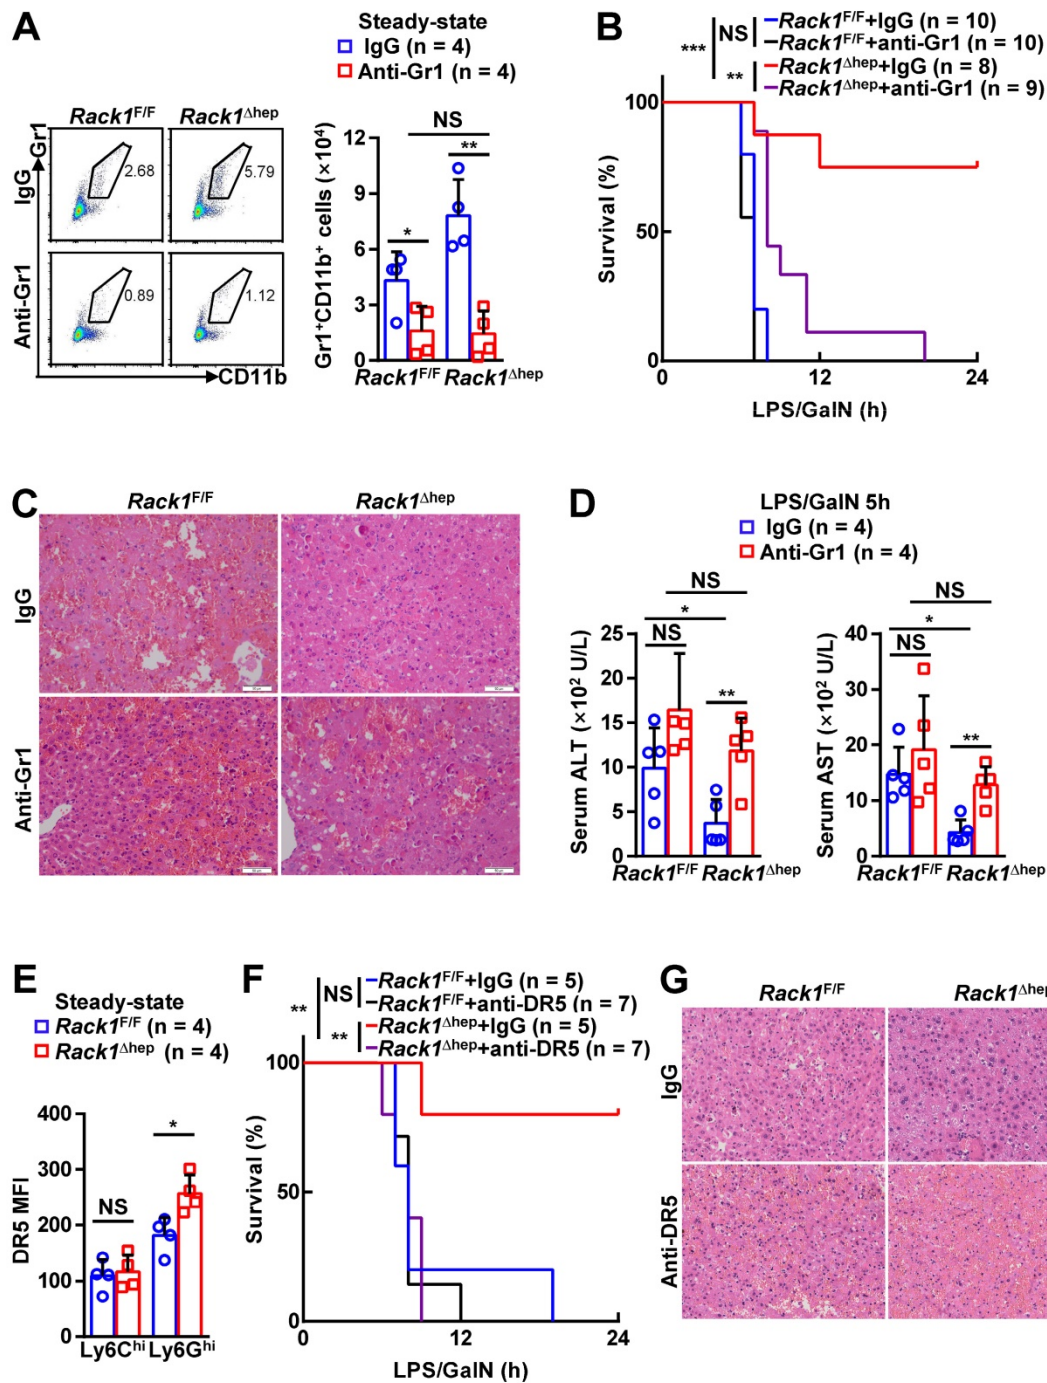 A
Steady-state
IgG (n = 4)
Anti-Gr1 (n = 4)
Rack1F/F
Rack1Δhep
Gr1
IgG
2.68
5.79
Anti-Gr1
0.89
1.12
CD11b
Gr1+CD11b+ cells (×10⁴)
12
9
6
3
0
NS
*
**
Rack1F/F
Rack1Δhep
B
Rack1F/F+IgG (n = 10)
Rack1F/F+anti-Gr1 (n = 10)
Rack1Δhep+IgG (n = 8)
Rack1Δhep+anti-Gr1 (n = 9)
***
NS
**
Survival (%)
100
50
0
0
12
24
LPS/GalN (h)
C
Rack1F/F
Rack1Δhep
IgG
Anti-Gr1
D
LPS/GalN 5h
IgG (n = 4)
Anti-Gr1 (n = 4)
Serum ALT (×10² U/L)
25
20
15
10
5
0
NS
*
NS
**
Rack1F/F
Rack1Δhep
Serum AST (×10² U/L)
40
30
20
10
0
NS
*
NS
**
Rack1F/F
Rack1Δhep
E
Steady-state
Rack1F/F (n = 4)
Rack1Δhep (n = 4)
DR5 MFI
400
300
200
100
0
NS
*
Ly6Chi
Ly6Ghi
F
Rack1F/F+IgG (n = 5)
Rack1F/F+anti-DR5 (n = 7)
Rack1Δhep+IgG (n = 5)
Rack1Δhep+anti-DR5 (n = 7)
**
NS
**
Survival (%)
100
50
0
0
12
24
LPS/GalN (h)
G
Rack1F/F
Rack1Δhep
IgG
Anti-DR5